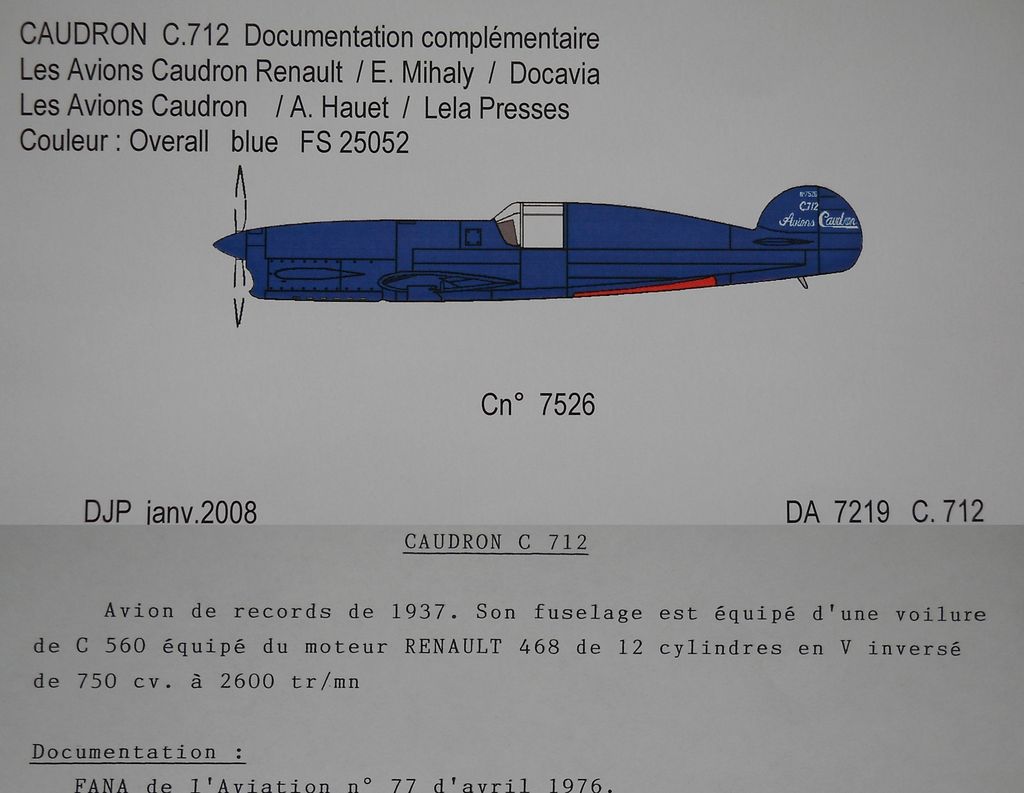 CAUDRON C.712 Documentation complémentaire
Les Avions Caudron Renault / E. Mihaly / Docavia
Les Avions Caudron / A. Hauet / Lela Presses
Couleur : Overall blue FS 25052
N°7526
C.712
Avions Caudron
Cn° 7526
DJP janv.2008 DA 7219 C. 712
CAUDRON C 712
Avion de records de 1937. Son fuselage est équipé d'une voilure
de C 560 équipé du moteur RENAULT 468 de 12 cylindres en V inversé
de 750 cv. à 2600 tr/mn
Documentation :
FANA de l'Aviation n° 77 d'avril 1976.